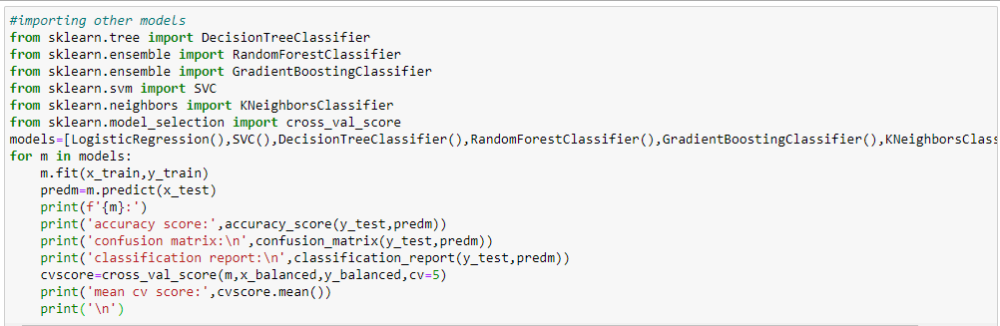 #importing other models
from sklearn.tree import DecisionTreeClassifier
from sklearn.ensemble import RandomForestClassifier
from sklearn.ensemble import GradientBoostingClassifier
from sklearn.svm import SVC
from sklearn.neighbors import KNeighborsClassifier
from sklearn.model_selection import cross_val_score
models=[LogisticRegression(),SVC(),DecisionTreeClassifier(),RandomForestClassifier(),GradientBoostingClassifier(),KNeighborsClass
for m in models:
    m.fit(x_train,y_train)
    predm=m.predict(x_test)
    print(f'{m}:')
    print('accuracy score:',accuracy_score(y_test,predm))
    print('confusion matrix:\n',confusion_matrix(y_test,predm))
    print('classification report:\n',classification_report(y_test,predm))
    cvscore=cross_val_score(m,x_balanced,y_balanced,cv=5)
    print('mean cv score:',cvscore.mean())
    print('\n')